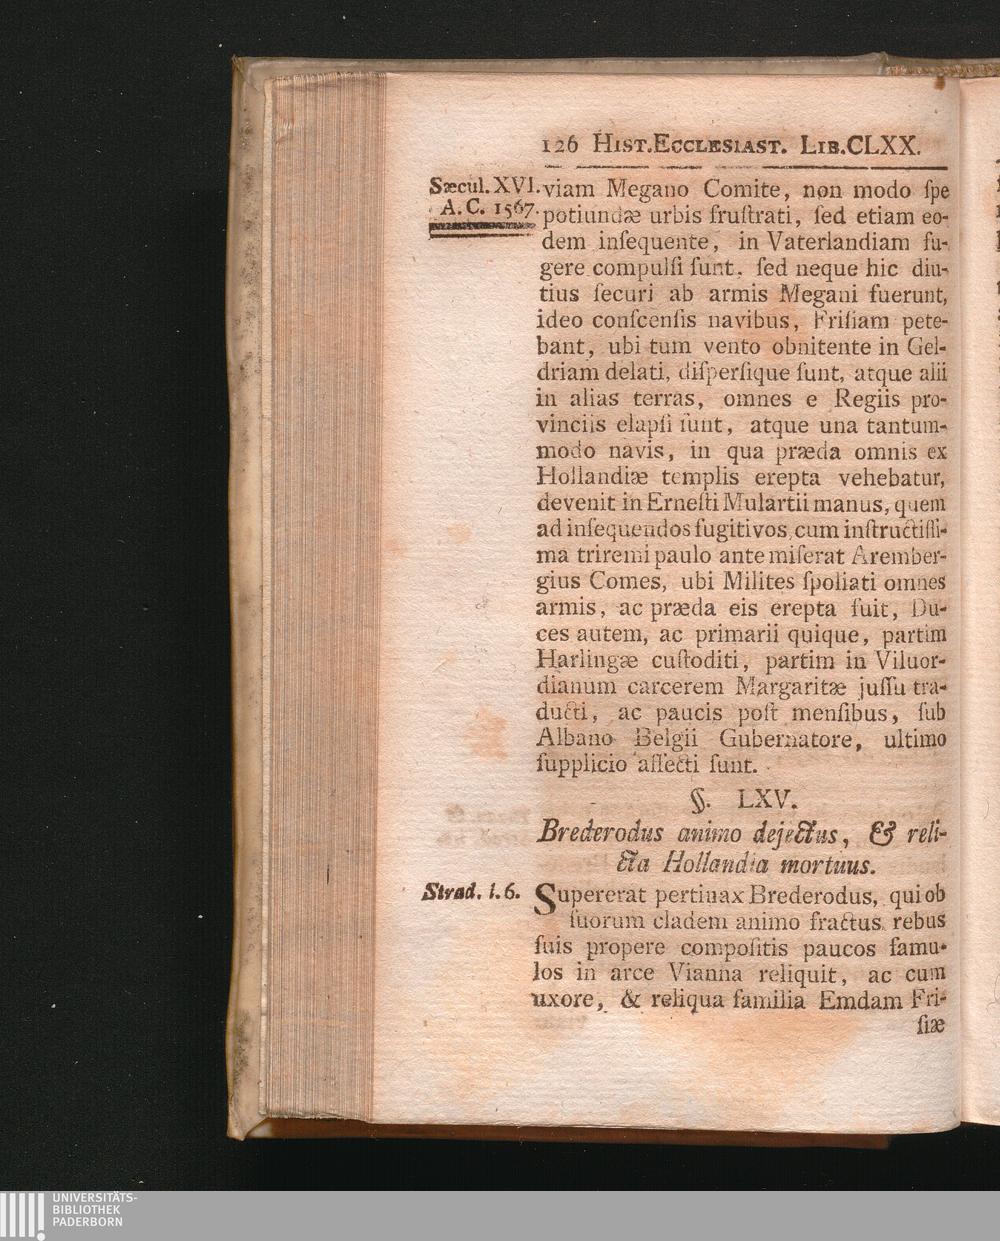 126 HIST.ECCLESIAST. LIB.CLXX.
Sæcul.XVI.
A.C. 1567.
viam Megano Comite, non modo ſpe
potiundæ urbis fruſtrati, ſed etiam eo-
dem inſequente, in Vaterlandiam fu-
gere compulſi ſunt, ſed neque hic diu-
tius ſecuri ab armis Megani fuerunt,
ideo conſcenſis navibus, Friſiam pete-
bant, ubi tum vento obnitente in Gel-
driam delati, diſperſique ſunt, atque alii
in alias terras, omnes e Regiis pro-
vinciis elapſi ſunt, atque una tantum-
modo navis, in qua præda omnis ex
Hollandiæ templis erepta vehebatur,
devenit in Erneſti Mulartii manus, quem
ad inſequendos fugitivos cum inſtructiſſi-
ma triremi paulo ante miſerat Arember-
gius Comes, ubi Milites ſpoliati omnes
armis, ac præda eis erepta fuit, Du-
ces autem, ac primarii quique, partim
Harlingæ cuſtoditi, partim in Viluor-
dianum carcerem Margaritæ juſſu tra-
ducti, ac paucis poſt menſibus, ſub
Albano Belgii Gubernatore, ultimo
ſupplicio affecti ſunt.
§. LXV.
Brederodus animo dejectus, & reli-
cta Hollandia mortuus.
Strad. l. 6.
Supererat pertinax Brederodus, qui ob
ſuorum cladem animo fractus, rebus
ſuis propere compoſitis paucos famu-
los in arce Vianna reliquit, ac cum
uxore, & reliqua familia Emdam Fri-
ſiæ
UNIVERSITÄTS-
BIBLIOTHEK
PADERBORN